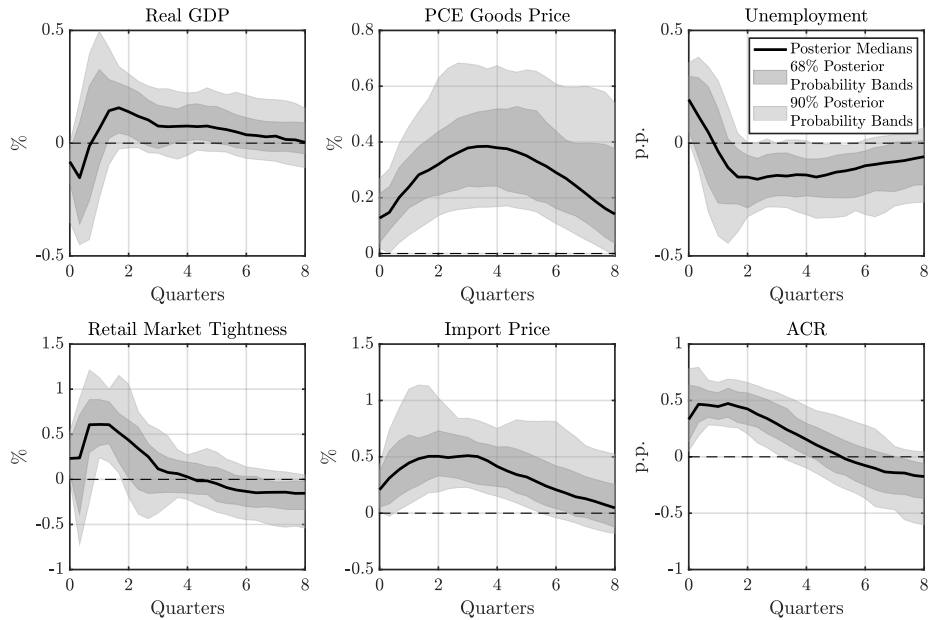 Real GDP
0.5
0
-0.5
%
0 2 4 6 8
Quarters
PCE Goods Price
0.8
0.6
0.4
0.2
0
%
0 2 4 6 8
Quarters
Unemployment
Posterior Medians
68% Posterior
Probability Bands
90% Posterior
Probability Bands
0.5
0
-0.5
p.p.
0 2 4 6 8
Quarters
Retail Market Tightness
1.5
1
0.5
0
-0.5
-1
%
0 2 4 6 8
Quarters
Import Price
1.5
1
0.5
0
-0.5
%
0 2 4 6 8
Quarters
ACR
1
0.5
0
-0.5
-1
p.p.
0 2 4 6 8
Quarters